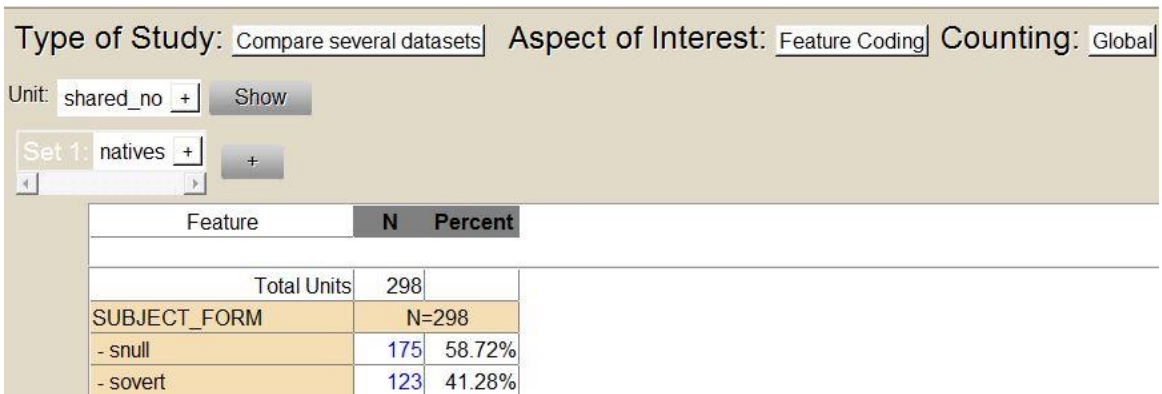 Type of Study: Compare several datasets Aspect of Interest: Feature Coding Counting: Global
Unit: shared_no + Show
Set 1: natives + +
Feature N Percent
Total Units 298
SUBJECT_FORM N=298
- snull 175 58.72%
- sovert 123 41.28%